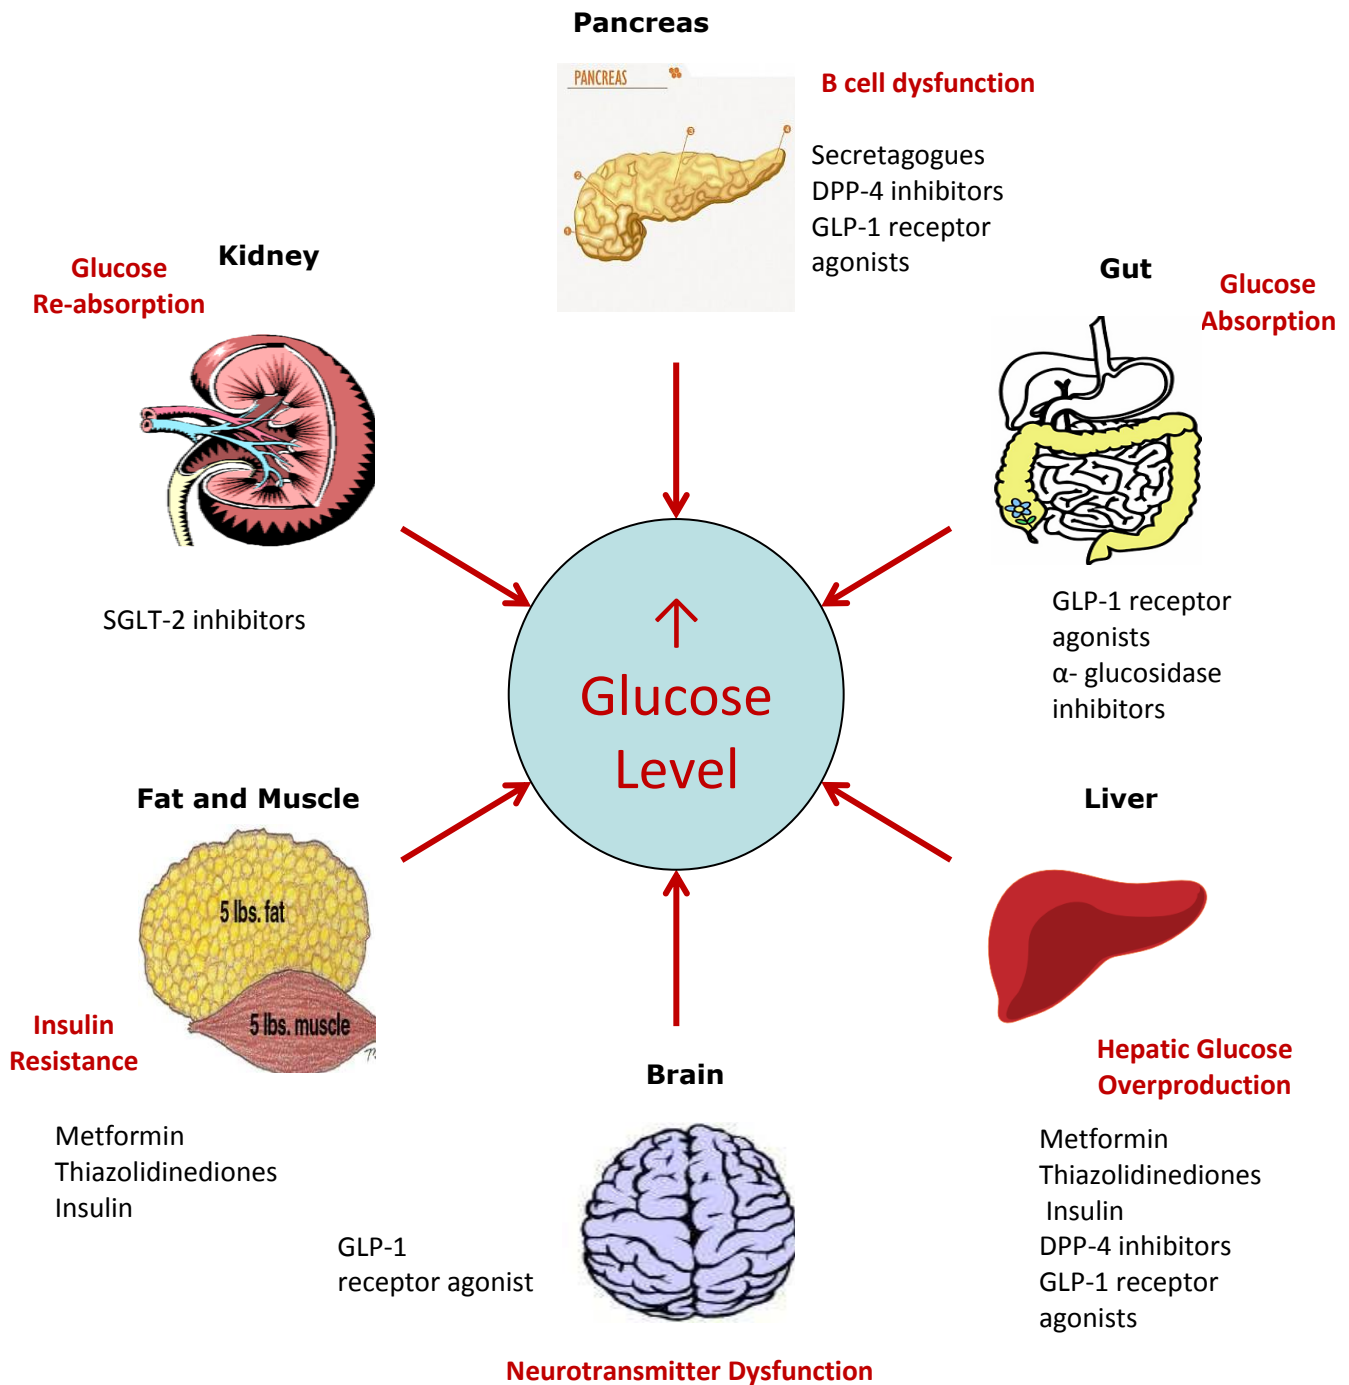 Pancreas
PANCREAS
B cell dysfunction
Secretagogues
DPP-4 inhibitors
GLP-1 receptor
agonists
Kidney
Glucose
Re-absorption
SGLT-2 inhibitors
Gut
Glucose
Absorption
GLP-1 receptor
agonists
α- glucosidase
inhibitors
↑
Glucose
Level
Fat and Muscle
5 lbs. fat
5 lbs. muscle
Insulin
Resistance
Metformin
Thiazolidinediones
Insulin
Liver
Hepatic Glucose
Overproduction
Metformin
Thiazolidinediones
Insulin
DPP-4 inhibitors
GLP-1 receptor
agonists
Brain
GLP-1
receptor agonist
Neurotransmitter Dysfunction